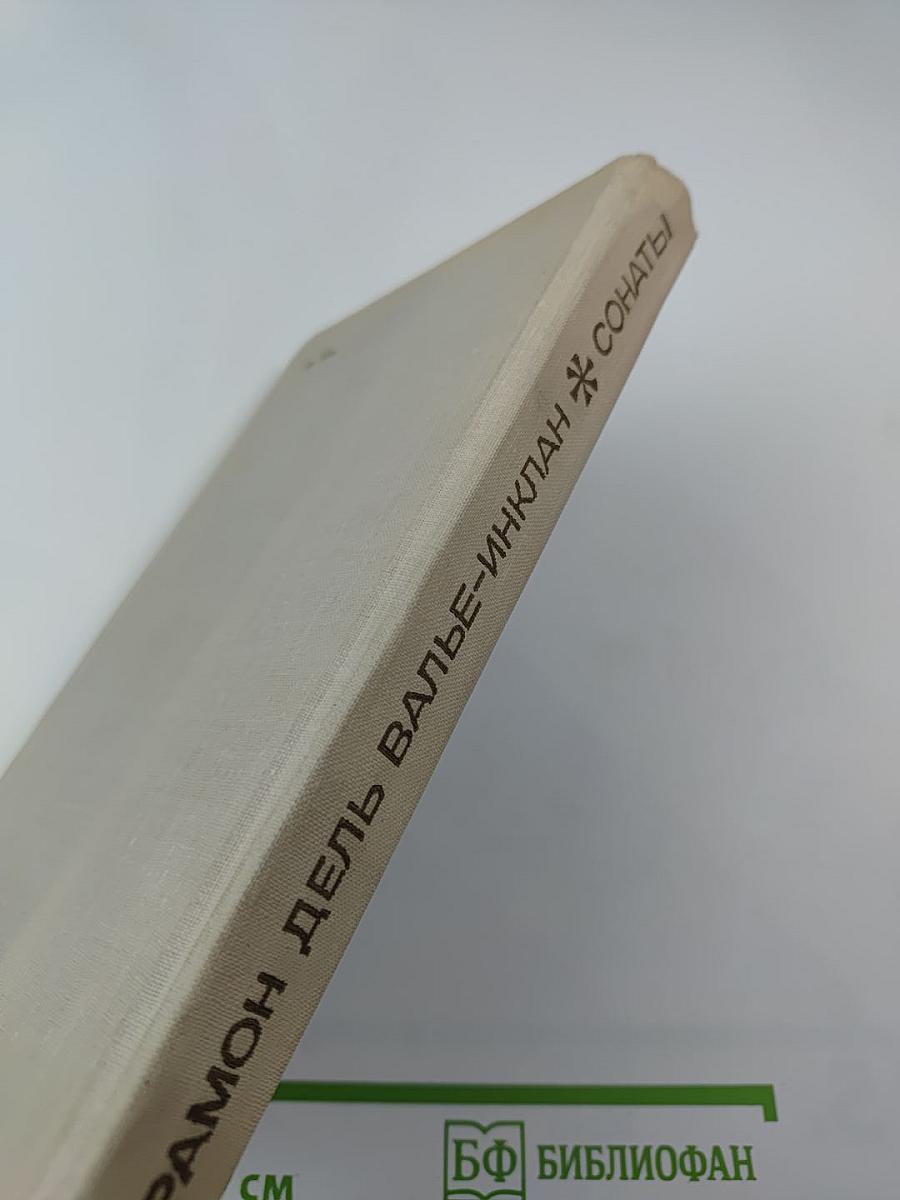 РАМОН ДЕЛЬ ВАЛЬЕ-ИНКЛАН * СОНАТЫ
СМ
БФ БИБЛИОФАН